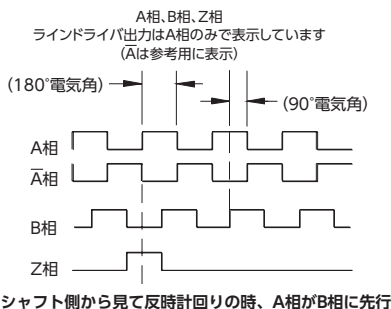 A相、B相、Z相
ラインドライバ出力はA相のみで表示しています
(A̅は参考用に表示)
(180°電気角)
(90°電気角)
A相
A̅相
B相
Z相
シャフト側から見て反時計回りの時、A相がB相に先行